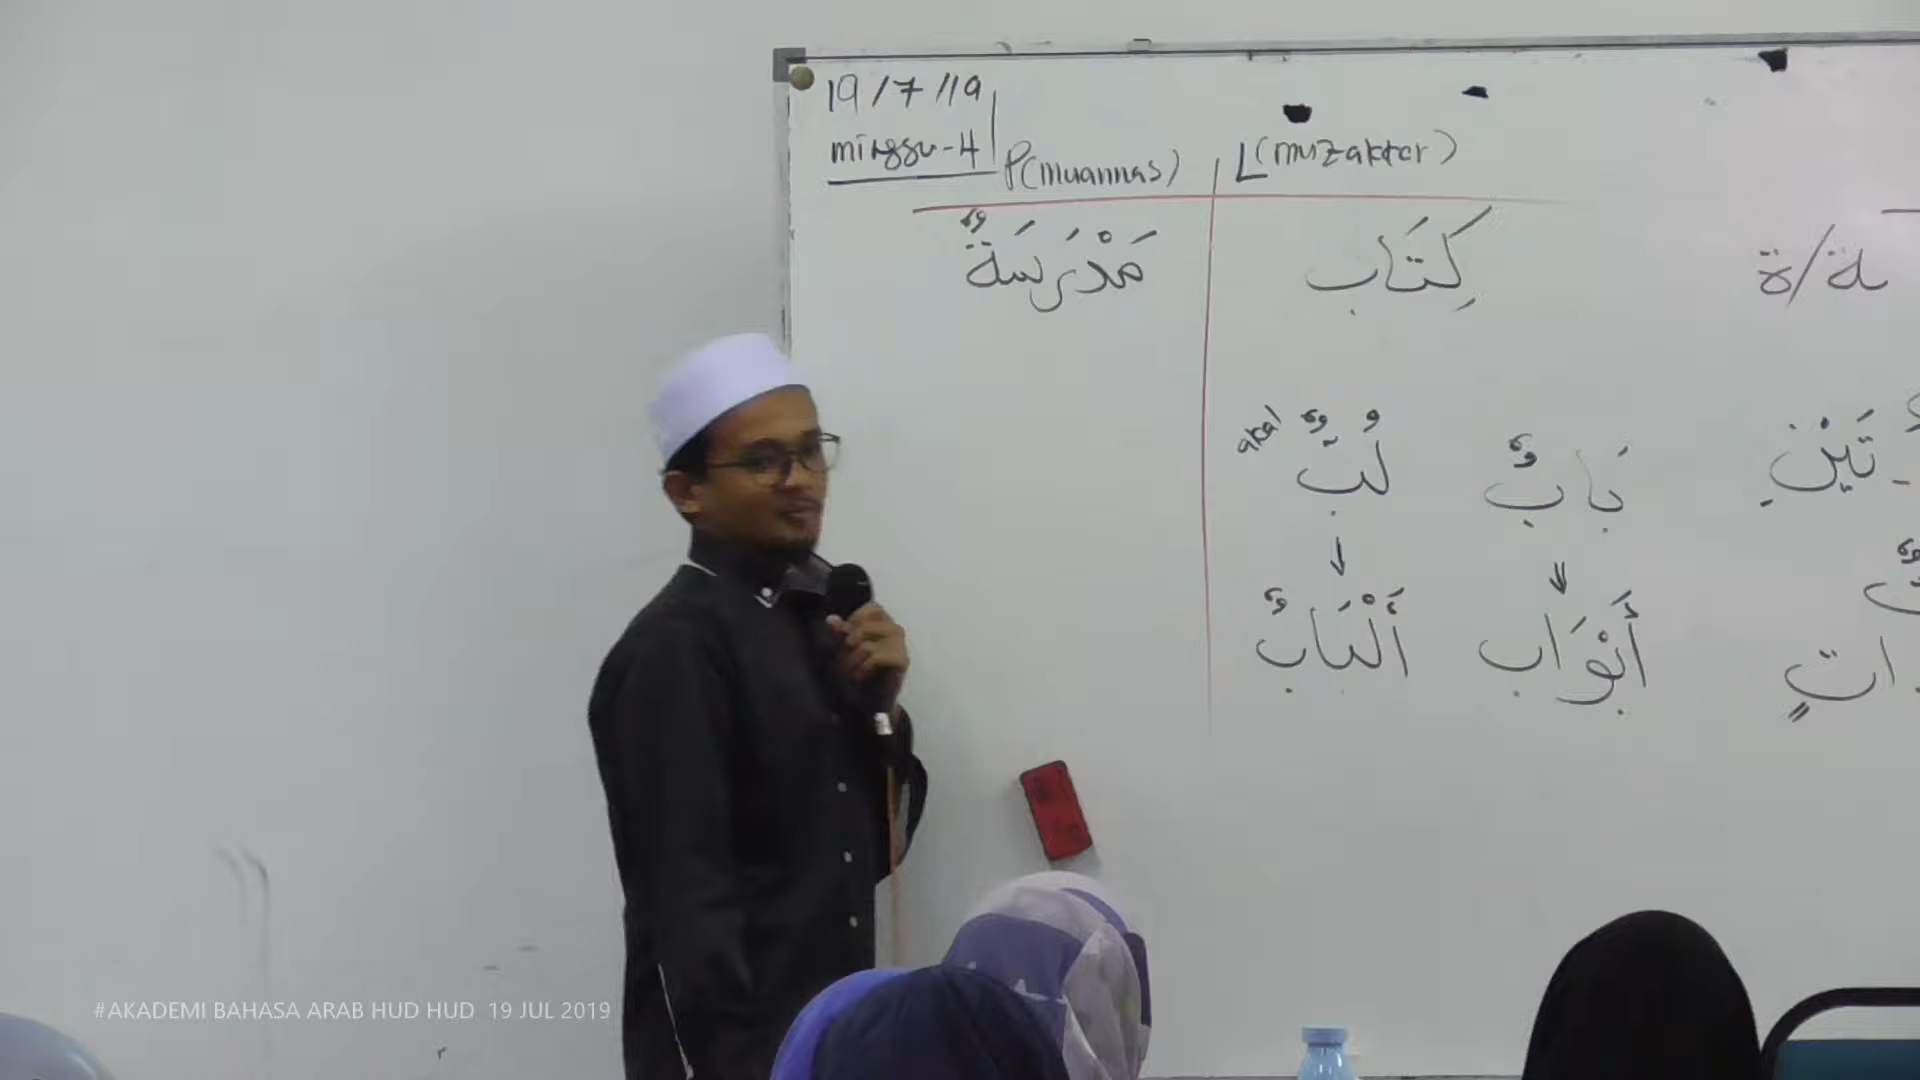 19/7/19
minggu-4
P(muannas) L(muzakkar)
كِتَاب مَدْرَسَةٌ
ـة/ة
akal
بَابٌ لُبٌّ
تَيْنِ
↓ ↓
أَبْوَاب أَلْبَابٌ
اتٍ
#AKADEMI BAHASA ARAB HUD HUD 19 JUL 2019